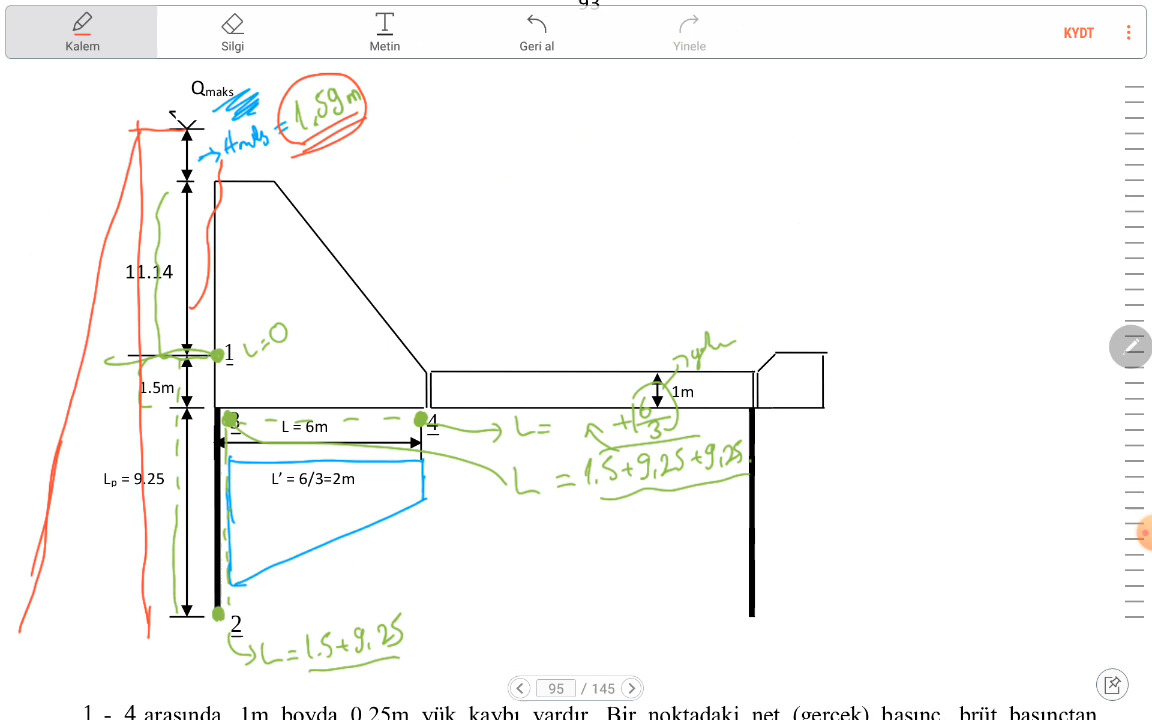 93
Kalem
Silgi
Metin
Geri al
Yinele
KYDT
Qmaks
→ Hmaks = 1,59m
11.14
1 L=0
1.5m
1m
3 L = 6m 4 → L = +(6/3)
L = 1.5+9,25+9,25
Lp = 9.25
L’ = 6/3=2m
2
→ L = 1.5+9,25
95 / 145
1 - 4 arasında, 1m boyda 0.25m yük kaybı vardır. Bir noktadaki net (gerçek) basınç, brüt basınçtan